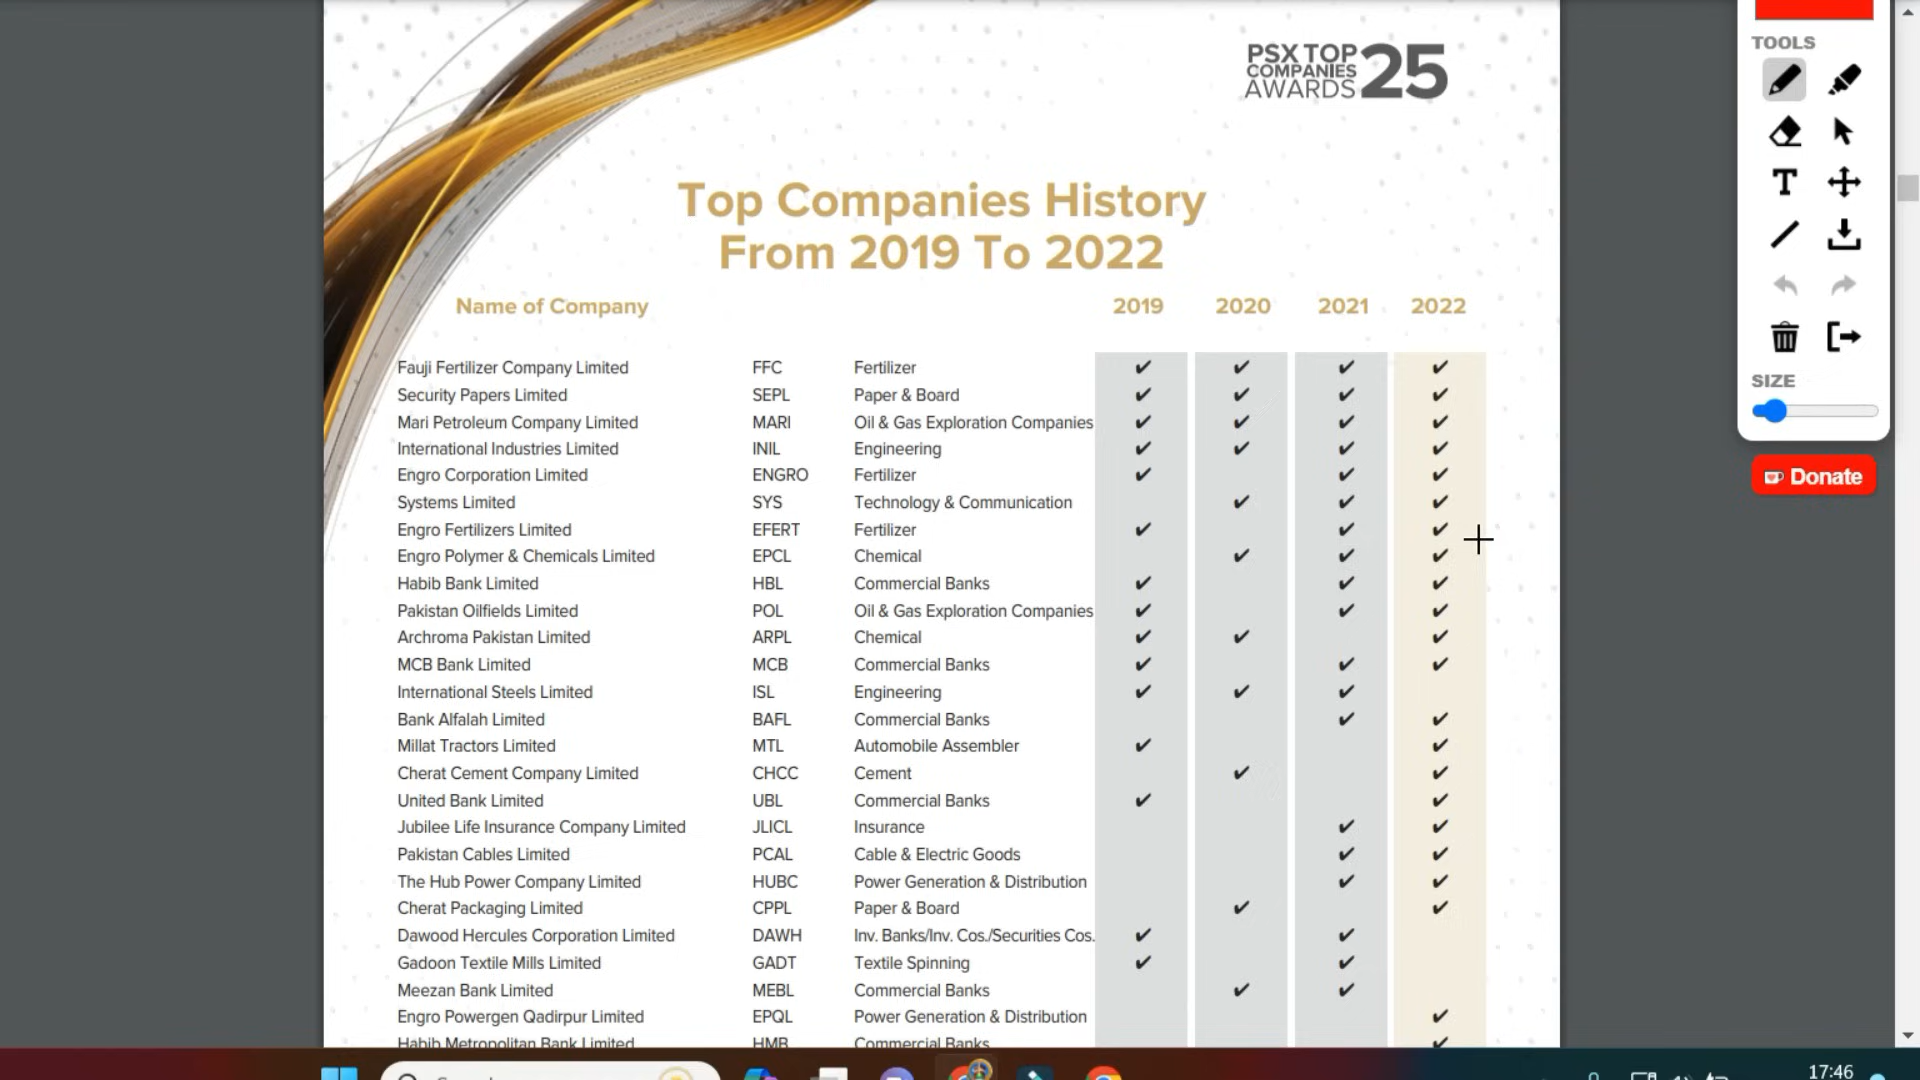 PSX TOP
COMPANIES
AWARDS 25
Top Companies History
From 2019 To 2022
Name of Company 2019 2020 2021 2022
Fauji Fertilizer Company Limited FFC Fertilizer ✔ ✔ ✔ ✔
Security Papers Limited SEPL Paper & Board ✔ ✔ ✔ ✔
Mari Petroleum Company Limited MARI Oil & Gas Exploration Companies ✔ ✔ ✔ ✔
International Industries Limited INIL Engineering ✔ ✔ ✔ ✔
Engro Corporation Limited ENGRO Fertilizer ✔ ✔ ✔
Systems Limited SYS Technology & Communication ✔ ✔ ✔
Engro Fertilizers Limited EFERT Fertilizer ✔ ✔ ✔
Engro Polymer & Chemicals Limited EPCL Chemical ✔ ✔ ✔
Habib Bank Limited HBL Commercial Banks ✔ ✔ ✔
Pakistan Oilfields Limited POL Oil & Gas Exploration Companies ✔ ✔ ✔
Archroma Pakistan Limited ARPL Chemical ✔ ✔ ✔
MCB Bank Limited MCB Commercial Banks ✔ ✔ ✔
International Steels Limited ISL Engineering ✔ ✔ ✔
Bank Alfalah Limited BAFL Commercial Banks ✔ ✔
Millat Tractors Limited MTL Automobile Assembler ✔ ✔
Cherat Cement Company Limited CHCC Cement ✔ ✔
United Bank Limited UBL Commercial Banks ✔ ✔
Jubilee Life Insurance Company Limited JLICL Insurance ✔ ✔
Pakistan Cables Limited PCAL Cable & Electric Goods ✔ ✔
The Hub Power Company Limited HUBC Power Generation & Distribution ✔ ✔
Cherat Packaging Limited CPPL Paper & Board ✔ ✔
Dawood Hercules Corporation Limited DAWH Inv. Banks/Inv. Cos./Securities Cos. ✔ ✔
Gadoon Textile Mills Limited GADT Textile Spinning ✔ ✔
Meezan Bank Limited MEBL Commercial Banks ✔ ✔
Engro Powergen Qadirpur Limited EPQL Power Generation & Distribution ✔
Habib Metropolitan Bank Limited HMB Commercial Banks ✔
TOOLS
T
SIZE
Donate
17:46